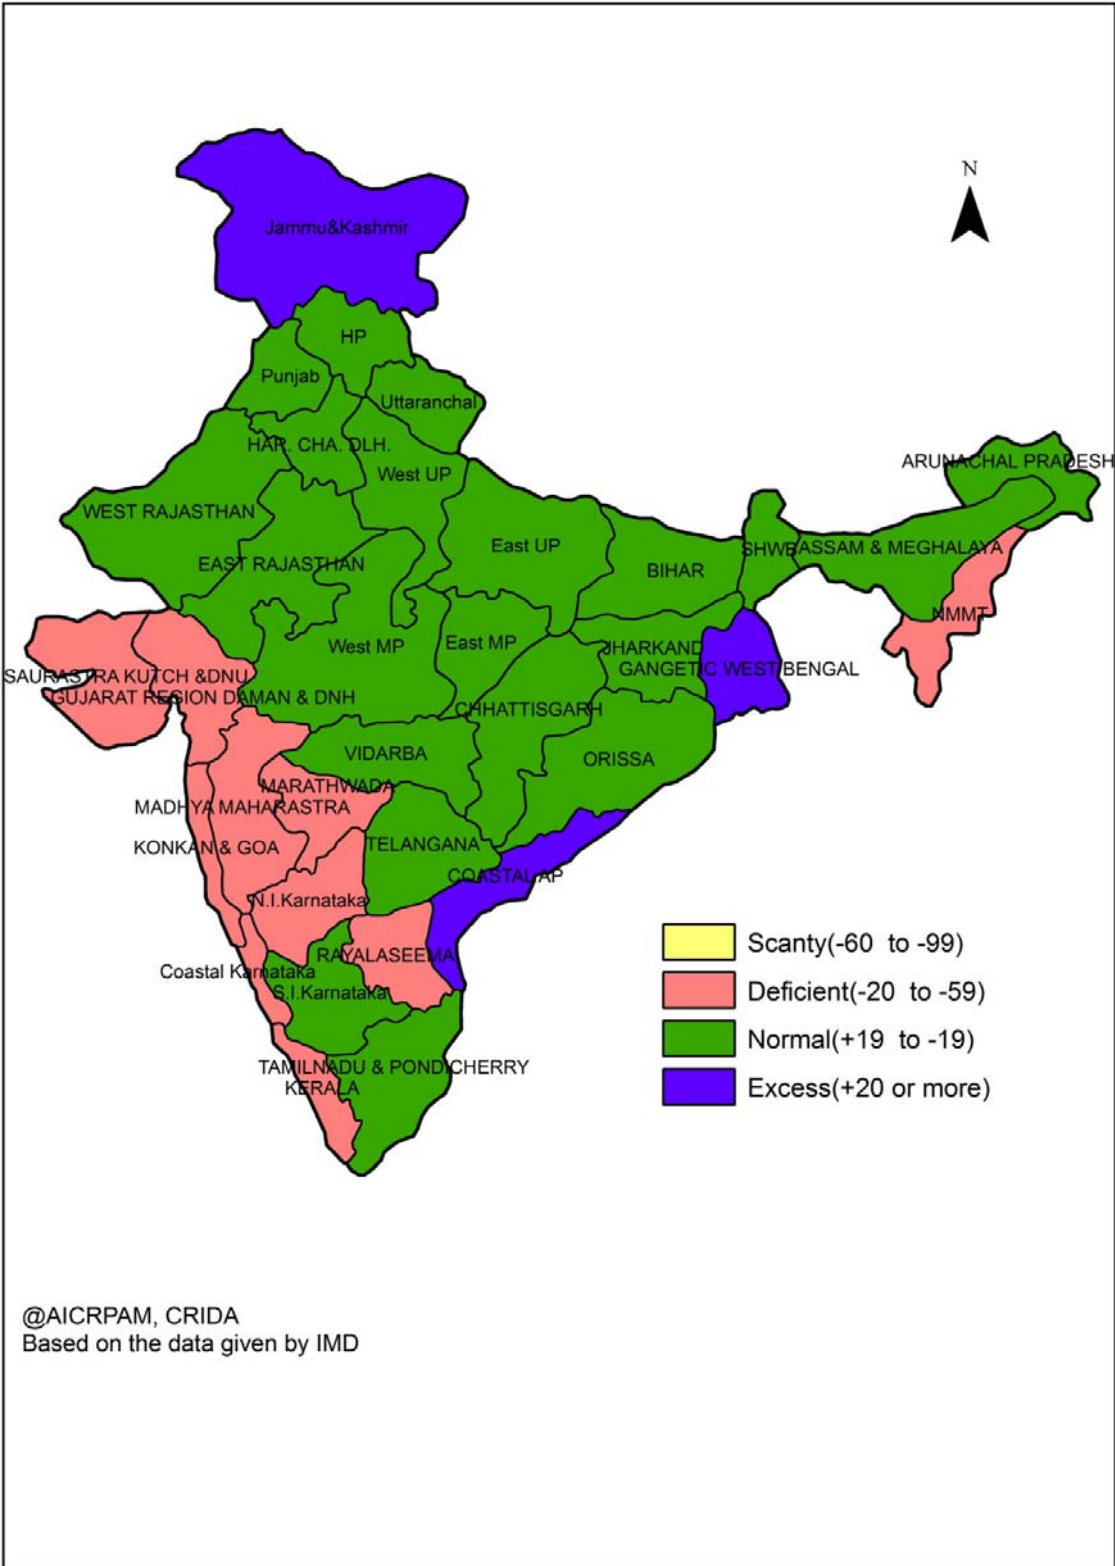 N
Jammu&Kashmir
HP
Punjab
Uttaranchal
HAR. CHA. DLH.
West UP
ARUNACHAL PRADESH
WEST RAJASTHAN
EAST RAJASTHAN
East UP
BIHAR
SHWB
ASSAM & MEGHALAYA
NMMT
West MP
East MP
JHARKAND
GANGETIC WEST BENGAL
SAURASTRA KUTCH &DNU
GUJARAT REGION DAMAN & DNH
CHHATTISGARH
VIDARBA
ORISSA
MARATHWADA
MADHYA MAHARASTRA
KONKAN & GOA
TELANGANA
COASTAL AP
N.I.Karnataka
RAYALASEEMA
Coastal Karnataka
S.I.Karnataka
TAMILNADU & PONDICHERRY
KERALA
Scanty(-60 to -99)
Deficient(-20 to -59)
Normal(+19 to -19)
Excess(+20 or more)
@AICRPAM, CRIDA
Based on the data given by IMD